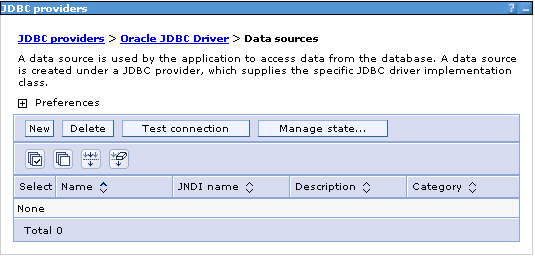 JDBC providers ? _
JDBC providers > Oracle JDBC Driver > Data sources
A data source is used by the application to access data from the database. A data source
is created under a JDBC provider, which supplies the specific JDBC driver implementation
class.
Preferences
New Delete Test connection Manage state...
Select Name JNDI name Description Category
None
Total 0